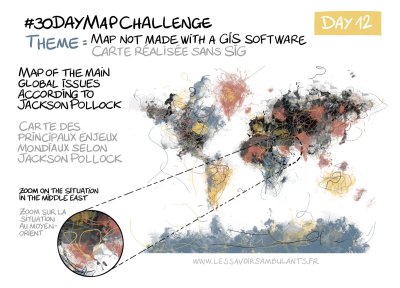 #30DAYMAPCHALLENGE
DAY 12
THEME = MAP NOT MADE WITH A GIS SOFTWARE
CARTE RÉALISÉE SANS SIG
MAP OF THE MAIN
GLOBAL ISSUES
ACCORDING TO
JACKSON POLLOCK
CARTE DES
PRINCIPAUX ENJEUX
MONDIAUX SELON
JACKSON POLLOCK
ZOOM ON THE SITUATION
IN THE MIDDLE EAST
ZOOM SUR LA
SITUATION
AU MOYEN-
ORIENT
WWW.LESSAVOIRSAMBULANTS.FR